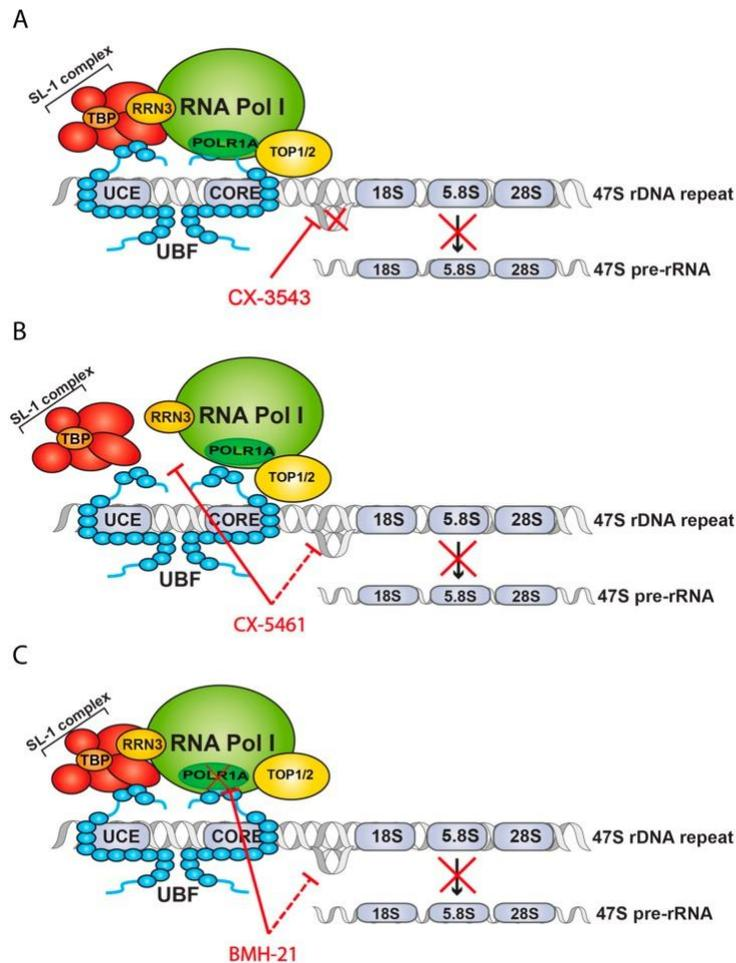 A
SL-1 complex
TBP
RRN3
RNA Pol I
POLR1A
TOP1/2
UCE
CORE
18S
5.8S
28S
47S rDNA repeat
UBF
CX-3543
18S
5.8S
28S
47S pre-rRNA
B
SL-1 complex
TBP
RRN3
RNA Pol I
POLR1A
TOP1/2
UCE
CORE
18S
5.8S
28S
47S rDNA repeat
UBF
CX-5461
18S
5.8S
28S
47S pre-rRNA
C
SL-1 complex
TBP
RRN3
RNA Pol I
POLR1A
TOP1/2
UCE
CORE
18S
5.8S
28S
47S rDNA repeat
UBF
BMH-21
18S
5.8S
28S
47S pre-rRNA